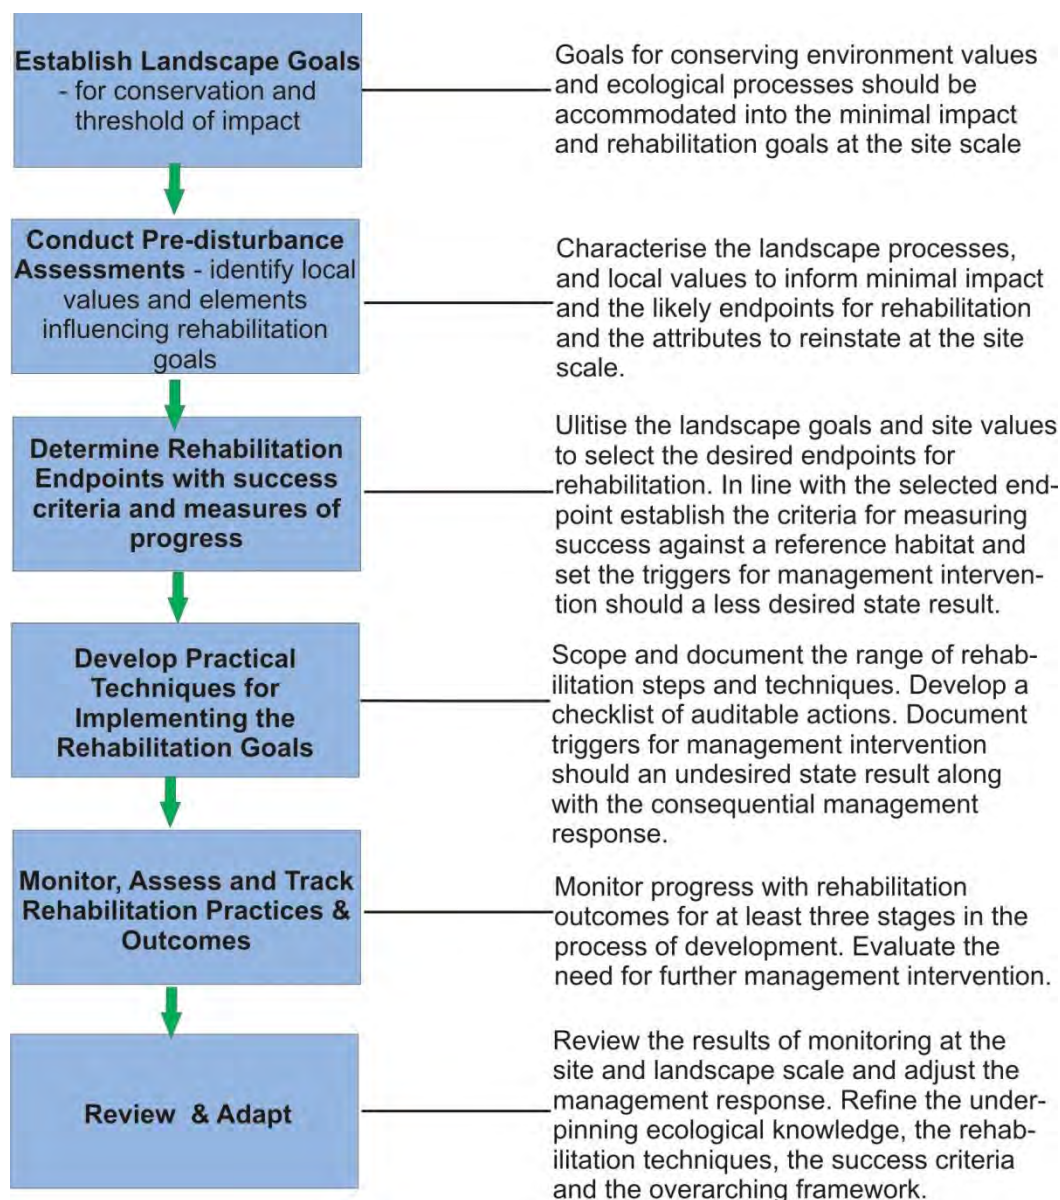 Establish Landscape Goals
- for conservation and
threshold of impact
Goals for conserving environment values
and ecological processes should be
accommodated into the minimal impact
and rehabilitation goals at the site scale
Conduct Pre-disturbance
Assessments - identify local
values and elements
influencing rehabilitation
goals
Characterise the landscape processes,
and local values to inform minimal impact
and the likely endpoints for rehabilitation
and the attributes to reinstate at the site
scale.
Determine Rehabilitation
Endpoints with success
criteria and measures of
progress
Ulitise the landscape goals and site values
to select the desired endpoints for
rehabilitation. In line with the selected end-
point establish the criteria for measuring
success against a reference habitat and
set the triggers for management interven-
tion should a less desired state result.
Develop Practical
Techniques for
Implementing the
Rehabilitation Goals
Scope and document the range of rehab-
ilitation steps and techniques. Develop a
checklist of auditable actions. Document
triggers for management intervention
should an undesired state result along
with the consequential management
response.
Monitor, Assess and Track
Rehabilitation Practices &
Outcomes
Monitor progress with rehabilitation
outcomes for at least three stages in the
process of development. Evaluate the
need for further management intervention.
Review & Adapt
Review the results of monitoring at the
site and landscape scale and adjust the
management response. Refine the under-
pinning ecological knowledge, the rehab-
ilitation techniques, the success criteria
and the overarching framework.